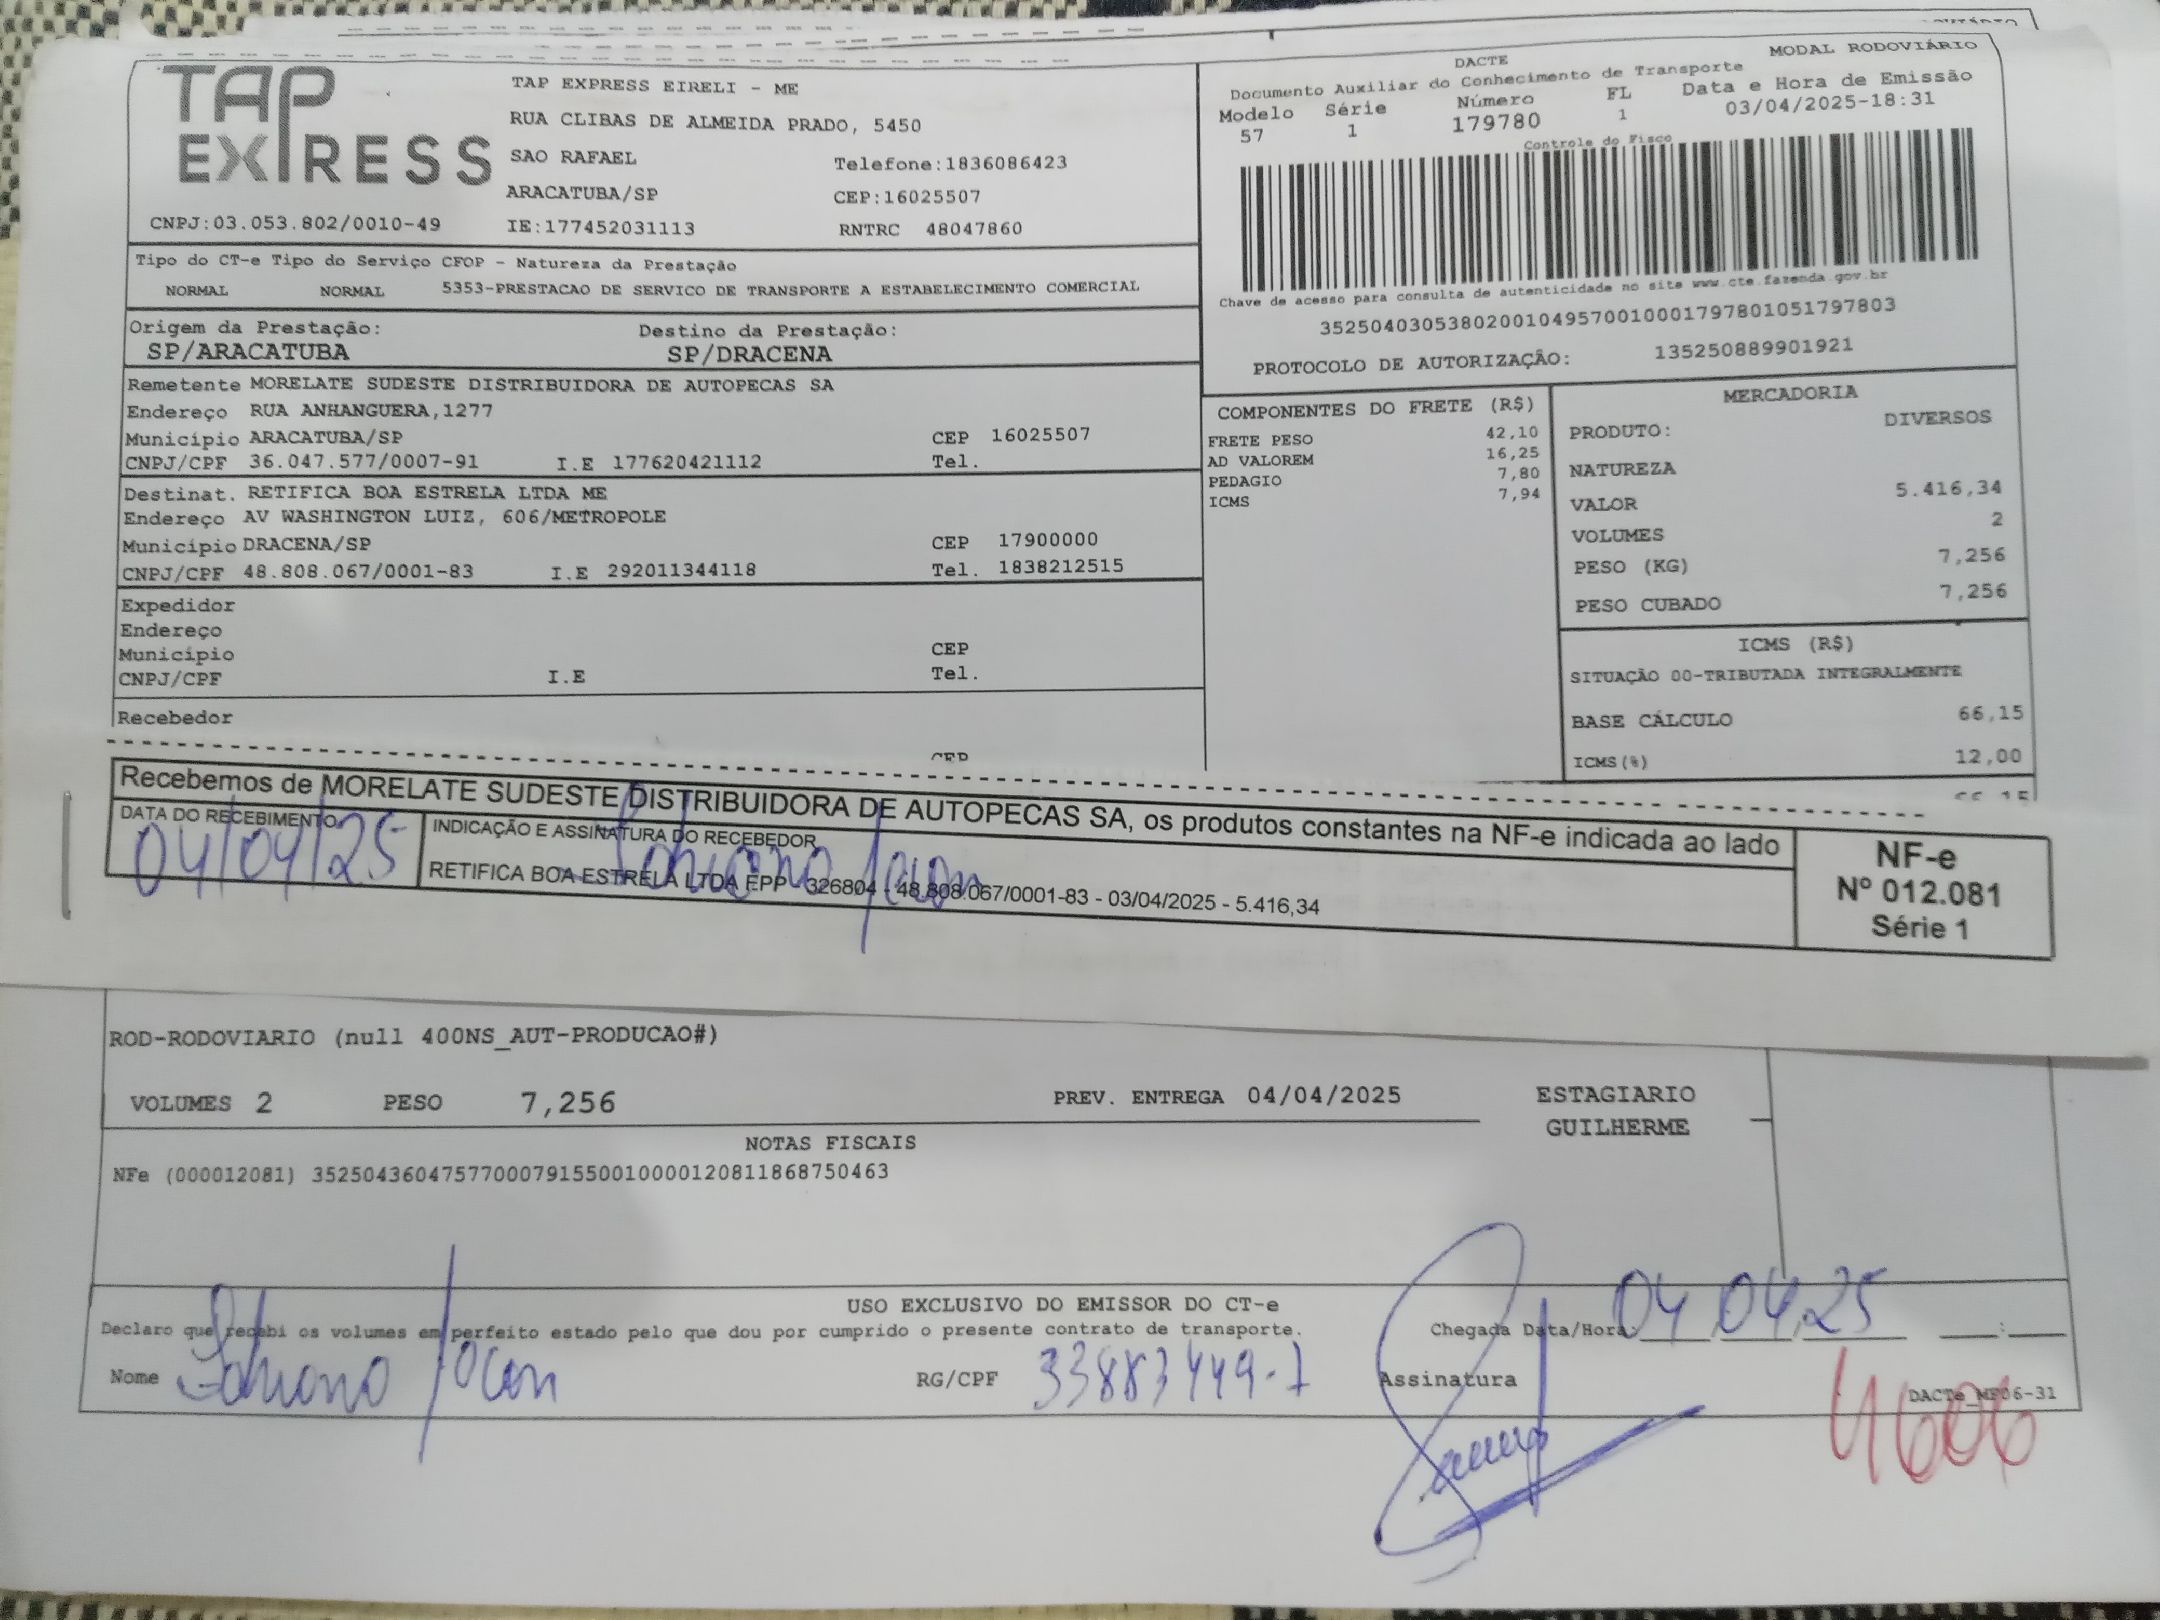 TAP EXPRESS
TAP EXPRESS EIRELI - ME
RUA CLIBAS DE ALMEIDA PRADO, 5450
SAO RAFAEL Telefone:1836086423
ARACATUBA/SP CEP:16025507
CNPJ:03.053.802/0010-49 IE:177452031113 RNTRC 48047860
DACTE MODAL RODOVIÁRIO
Documento Auxiliar do Conhecimento de Transporte
Modelo Série Número FL Data e Hora de Emissão
57 1 179780 1 03/04/2025-18:31
Controle do Fisco
Chave de acesso para consulta de autenticidade no site www.cte.fazenda.gov.br
35250403053802001049570010001797801051797803
PROTOCOLO DE AUTORIZAÇÃO: 135250889901921
Tipo do CT-e Tipo do Serviço CFOP - Natureza da Prestação
NORMAL NORMAL 5353-PRESTACAO DE SERVICO DE TRANSPORTE A ESTABELECIMENTO COMERCIAL
Origem da Prestação: Destino da Prestação:
SP/ARACATUBA SP/DRACENA
Remetente MORELATE SUDESTE DISTRIBUIDORA DE AUTOPECAS SA
Endereço RUA ANHANGUERA,1277
Município ARACATUBA/SP CEP 16025507
CNPJ/CPF 36.047.577/0007-91 I.E 177620421112 Tel.
Destinat. RETIFICA BOA ESTRELA LTDA ME
Endereço AV WASHINGTON LUIZ, 606/METROPOLE
Município DRACENA/SP CEP 17900000
CNPJ/CPF 48.808.067/0001-83 I.E 292011344118 Tel. 1838212515
Expedidor
Endereço
Município CEP
CNPJ/CPF I.E Tel.
Recebedor
CEP
COMPONENTES DO FRETE (R$)
FRETE PESO 42,10
AD VALOREM 16,25
PEDAGIO 7,80
ICMS 7,94
MERCADORIA
PRODUTO: DIVERSOS
NATUREZA
VALOR 5.416,34
VOLUMES 2
PESO (KG) 7,256
PESO CUBADO 7,256
ICMS (R$)
SITUAÇÃO 00-TRIBUTADA INTEGRALMENTE
BASE CÁLCULO 66,15
ICMS(%) 12,00
Recebemos de MORELATE SUDESTE DISTRIBUIDORA DE AUTOPECAS SA, os produtos constantes na NF-e indicada ao lado
DATA DO RECEBIMENTO INDICAÇÃO E ASSINATURA DO RECEBEDOR
04/04/25
RETIFICA BOA ESTRELA LTDA EPP - 326804 - 48.808.067/0001-83 - 03/04/2025 - 5.416,34
NF-e
Nº 012.081
Série 1
ROD-RODOVIARIO (null 400NS_AUT-PRODUCAO#)
VOLUMES 2 PESO 7,256 PREV. ENTREGA 04/04/2025 ESTAGIARIO
GUILHERME
NOTAS FISCAIS
NFe (000012081) 35250436047577000791550010000120811868750463
USO EXCLUSIVO DO EMISSOR DO CT-e
Declaro que recebi os volumes em perfeito estado pelo que dou por cumprido o presente contrato de transporte. Chegada Data/Hora: 04 04 25 :
Nome RG/CPF 33883449-7 Assinatura
DACTe_MF06-31
4606